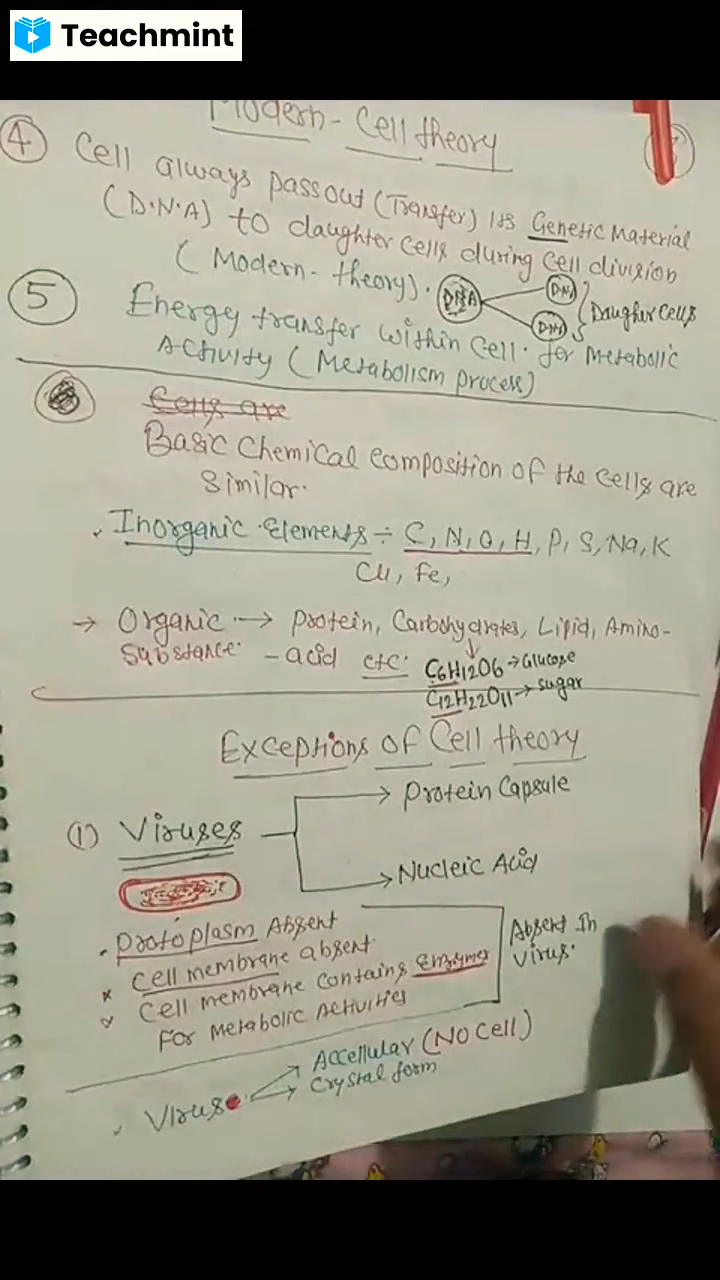 Teachmint
Modern-Cell theory
④ Cell always passout (Transfer) Its Genetic Material
(D.N.A) to daughter cells during cell division
(Modern-theory).
DNA
DN
DNA
Daugher cells
⑤ Energy transfer within cell. for Metabolic
Activity (Metabolism process)
Cells are
Basic Chemical composition of the cells are
Similar.
Inorganic Elements ÷ C, N, O, H, P, S, Na, K
Cu, Fe,
→ Organic → Protein, Carbohydrates, Lipid, Amino-
Substance - acid etc.
C6H12O6 → Glucose
C12H22O11 → sugar
Exceptions of Cell theory
(1) Viruses
Protein Capsule
Nucleic Acid
Protoplasm Absent
x Cell membrane absent
Cell membrane contains Enzymes
For Metabolic Activities
Absent In
Virus.
Virus
Accellular (No Cell)
Crystal form